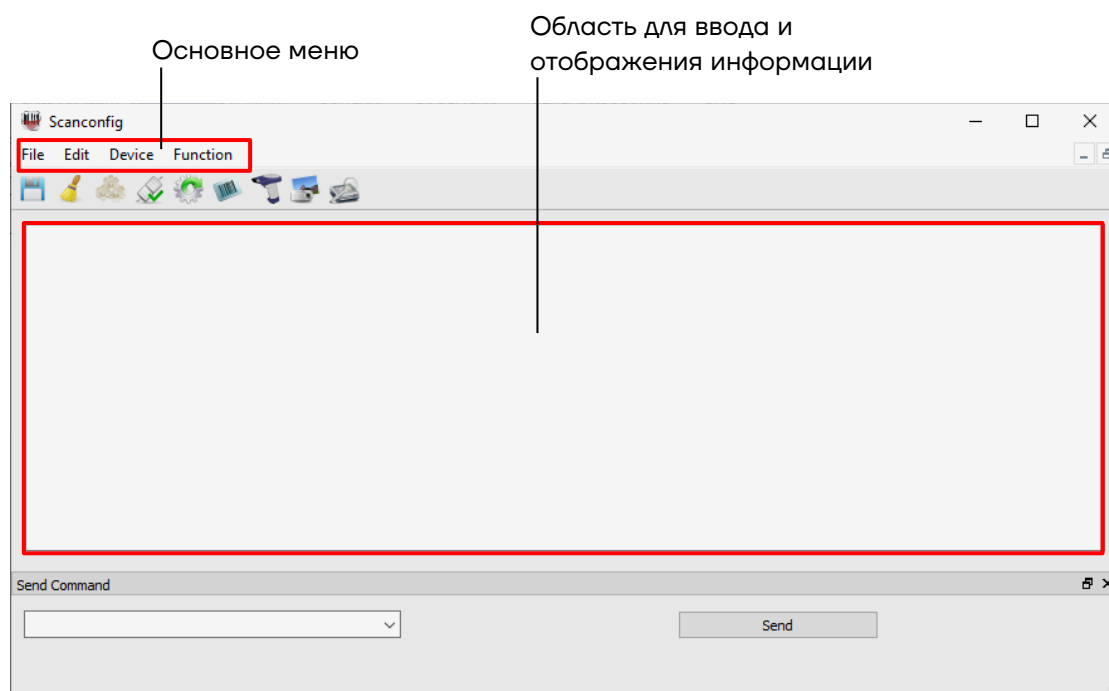 Область для ввода и
отображения информации
Основное меню
Scanconfig
File Edit Device Function
Send Command
Send